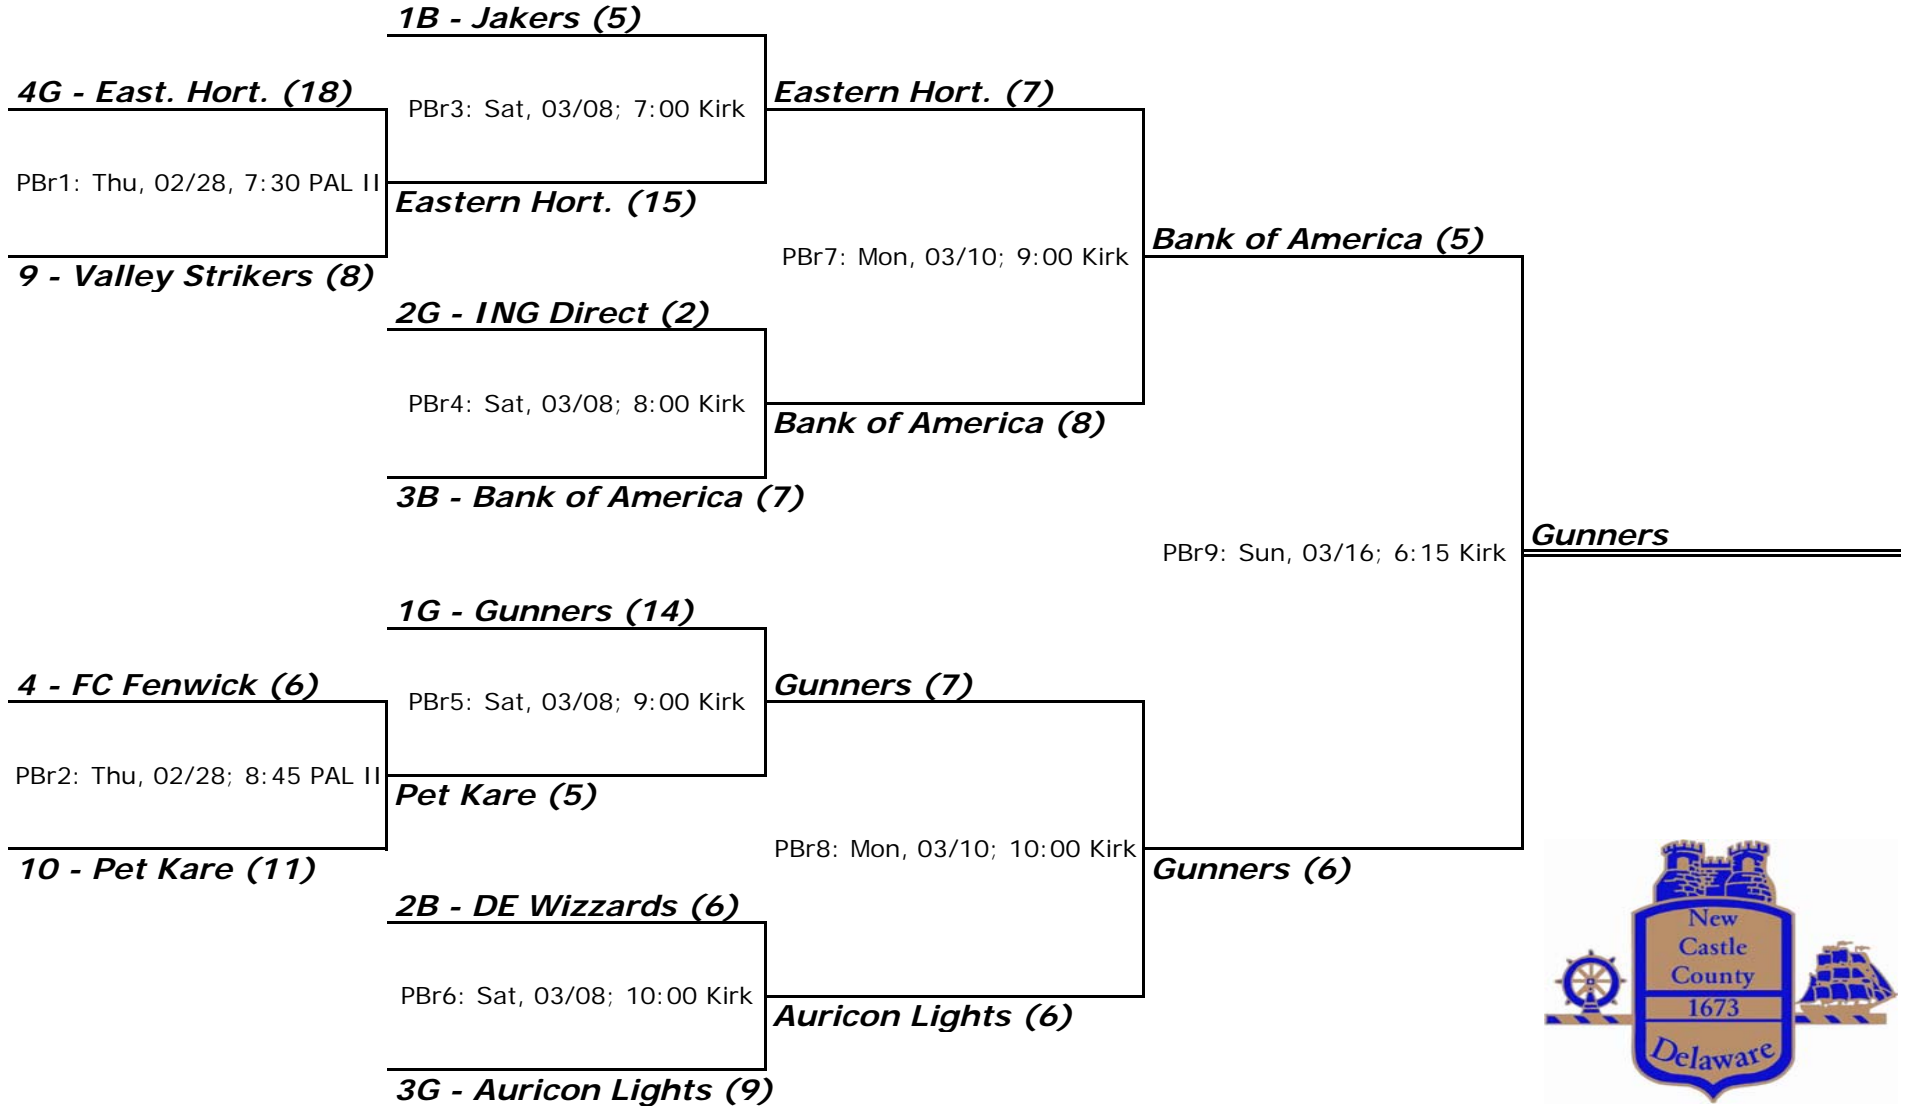 1B - Jakers (5)
4G - East. Hort. (18)
PBr3: Sat, 03/08; 7:00 Kirk
Eastern Hort. (7)
PBr1: Thu, 02/28, 7:30 PAL II
Eastern Hort. (15)
9 - Valley Strikers (8)
PBr7: Mon, 03/10; 9:00 Kirk
Bank of America (5)
2G - ING Direct (2)
PBr4: Sat, 03/08; 8:00 Kirk
Bank of America (8)
3B - Bank of America (7)
PBr9: Sun, 03/16; 6:15 Kirk
Gunners
1G - Gunners (14)
4 - FC Fenwick (6)
PBr5: Sat, 03/08; 9:00 Kirk
Gunners (7)
PBr2: Thu, 02/28; 8:45 PAL II
Pet Kare (5)
10 - Pet Kare (11)
PBr8: Mon, 03/10; 10:00 Kirk
Gunners (6)
2B - DE Wizzards (6)
PBr6: Sat, 03/08; 10:00 Kirk
Auricon Lights (6)
3G - Auricon Lights (9)
New
Castle
County
1673
Delaware